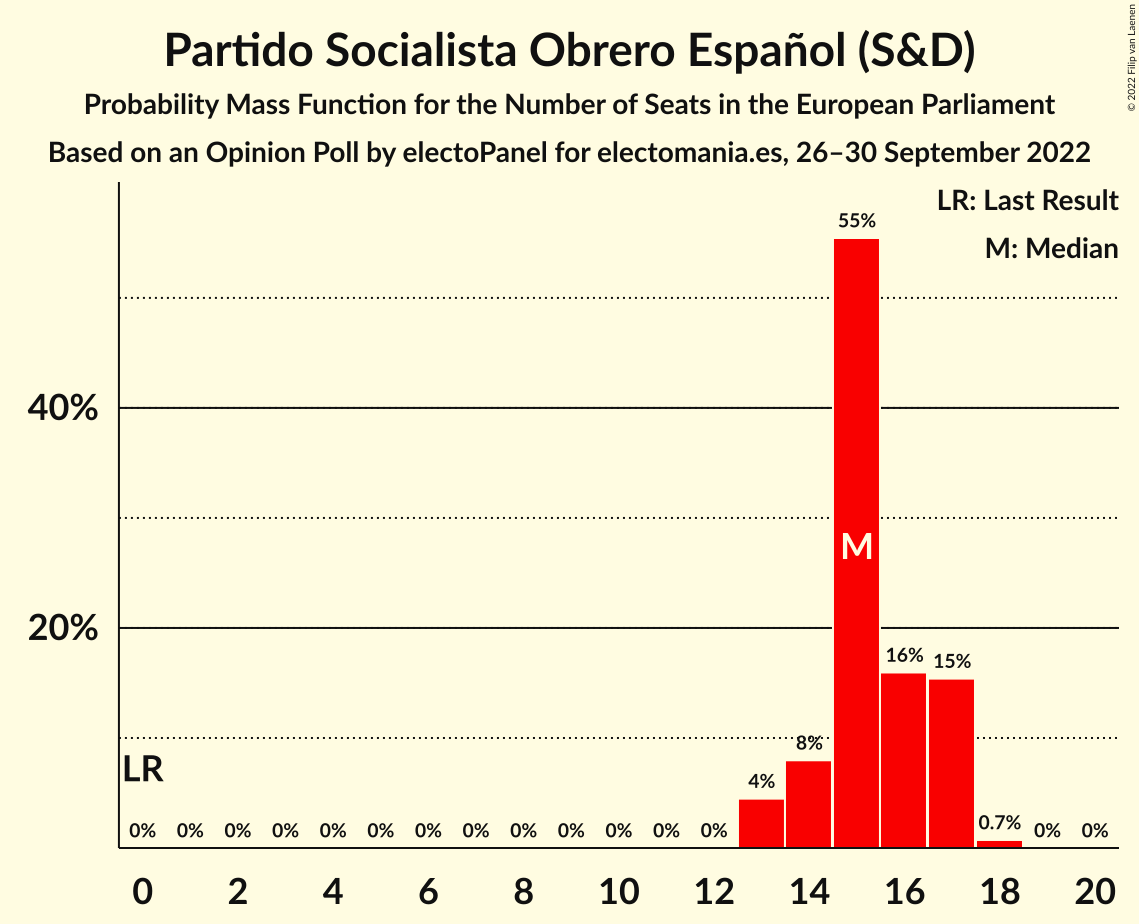 Partido Socialista Obrero Español (S&D)
Probability Mass Function for the Number of Seats in the European Parliament
Based on an Opinion Poll by electoPanel for electomania.es, 26–30 September 2022
© 2022 Filip van Laenen
LR: Last Result
M: Median
55%
40%
M
20%
16%
15%
8%
LR
4%
0% 0% 0% 0% 0% 0% 0% 0% 0% 0% 0% 0% 0% 0.7% 0% 0%
0 2 4 6 8 10 12 14 16 18 20